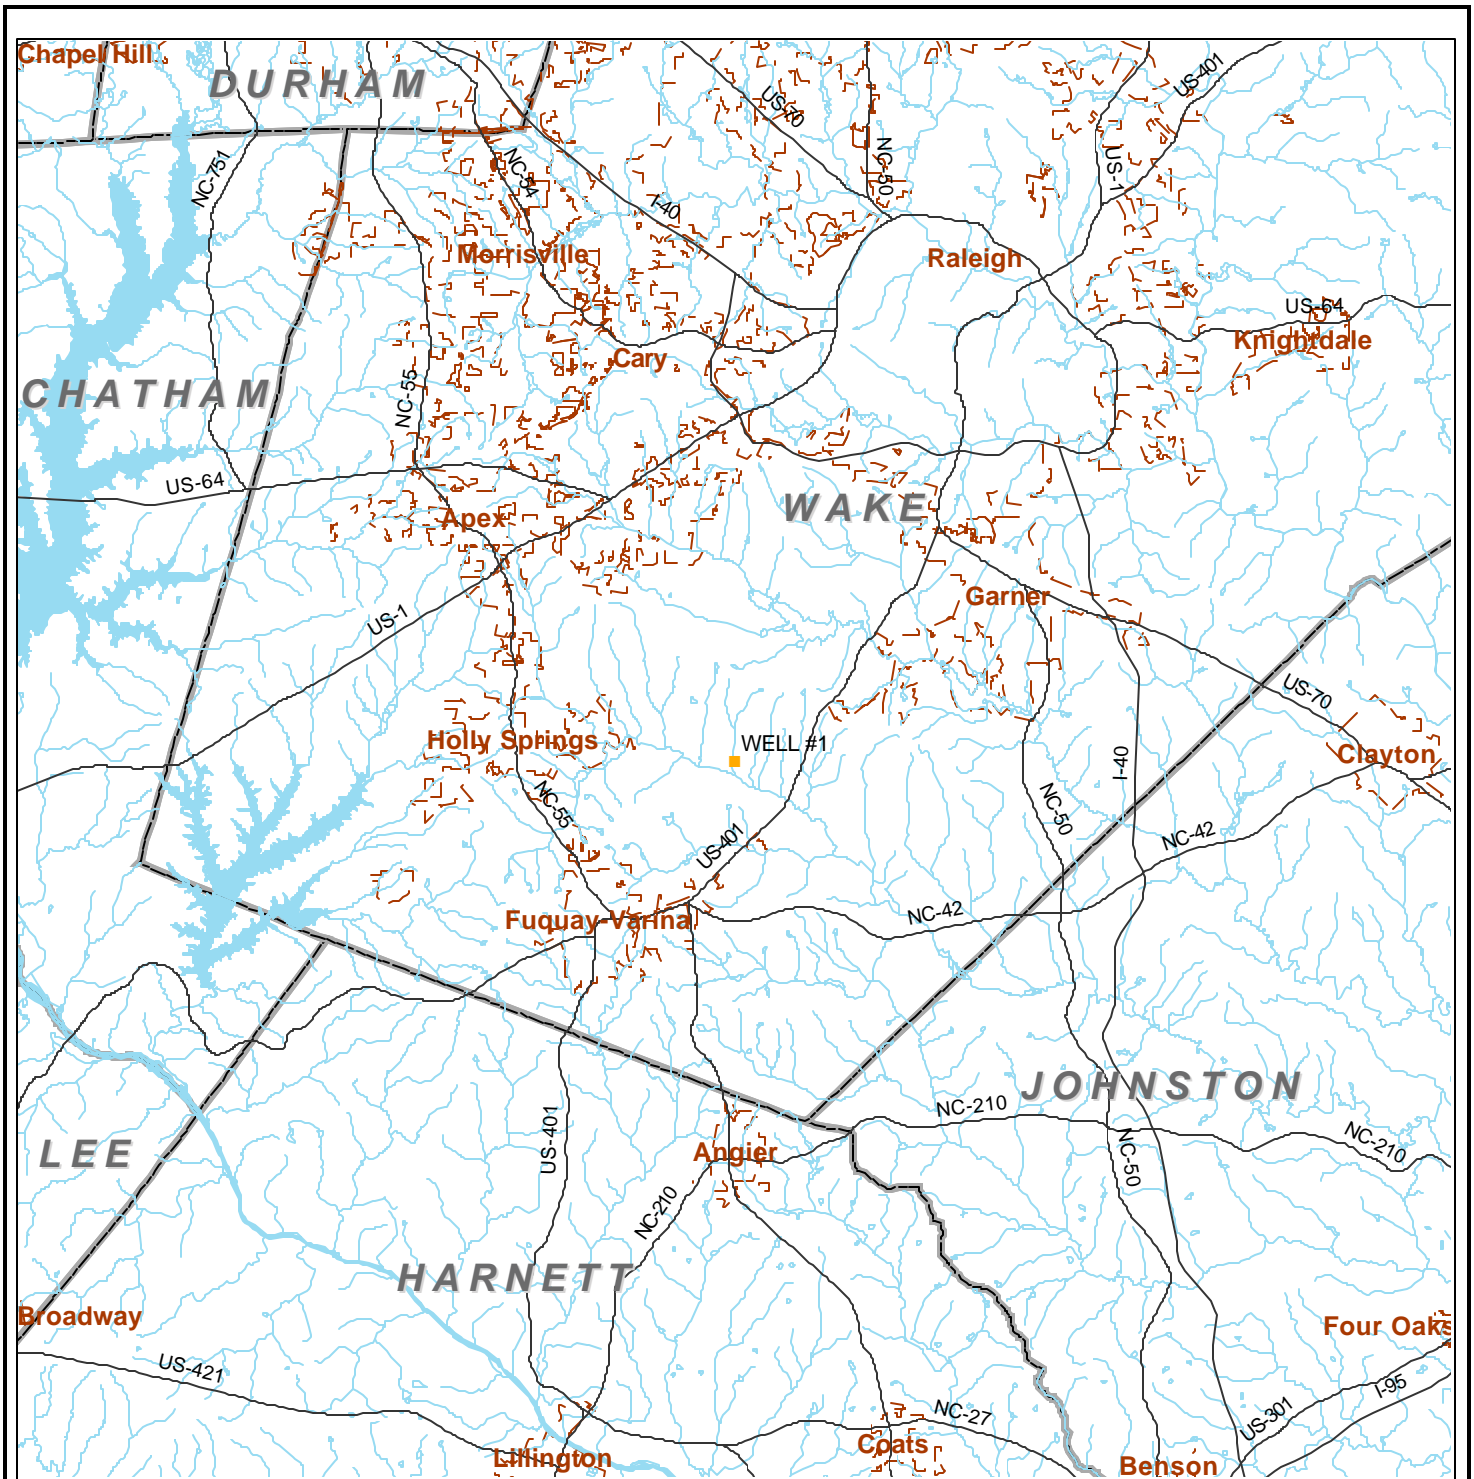 Chapel Hill
DURHAM
US-401
US-70
NC-751
NC-54
NC-50
US-1
I-40
Morrisville
Raleigh
US-64
Knightdale
Cary
CHATHAM
NC-55
US-64
WAKE
Apex
Garner
US-1
US-70
Holly Springs
WELL #1
Clayton
I-40
NC-55
NC-50
US-401
NC-42
Fuquay-Varina
NC-42
JOHNSTON
NC-210
US-401
LEE
Angier
NC-210
NC-50
NC-210
HARNETT
Broadway
Four Oaks
US-421
I-95
NC-27
US-301
Lillington
Coats
Benson